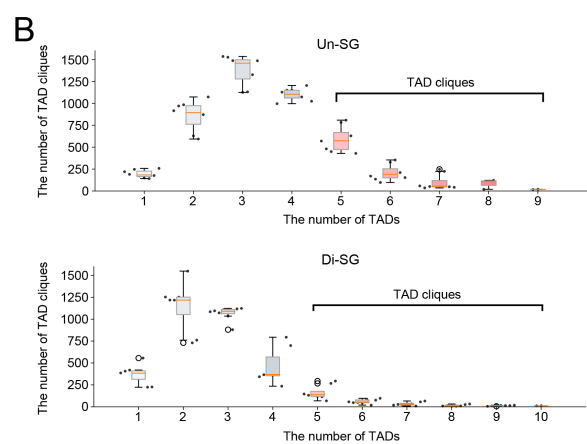 B
Un-SG
The number of TAD cliques
1500
1250
1000
750
500
250
0
TAD cliques
1 2 3 4 5 6 7 8 9
The number of TADs
Di-SG
The number of TAD cliques
1500
1250
1000
750
500
250
0
TAD cliques
1 2 3 4 5 6 7 8 9 10
The number of TADs